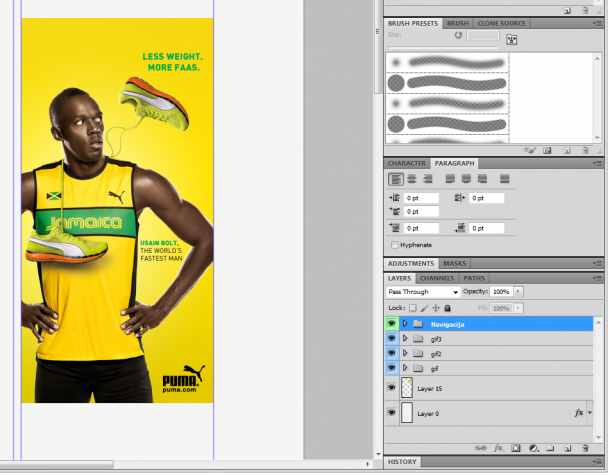 LESS WEIGHT.
MORE FAAS.
Jamaica
USAIN BOLT,
THE WORLD'S
FASTEST MAN
PUMA
puma.com
BRUSH PRESETS BRUSH CLONE SOURCE
Size:
CHARACTER PARAGRAPH
0 pt 0 pt
0 pt
0 pt 0 pt
Hyphenate
ADJUSTMENTS MASKS
LAYERS CHANNELS PATHS
Pass Through Opacity: 100%
Lock: Fill: 100%
Navigacija
gif3
gif2
gif
Layer 15
Layer 0 fx
fx
HISTORY